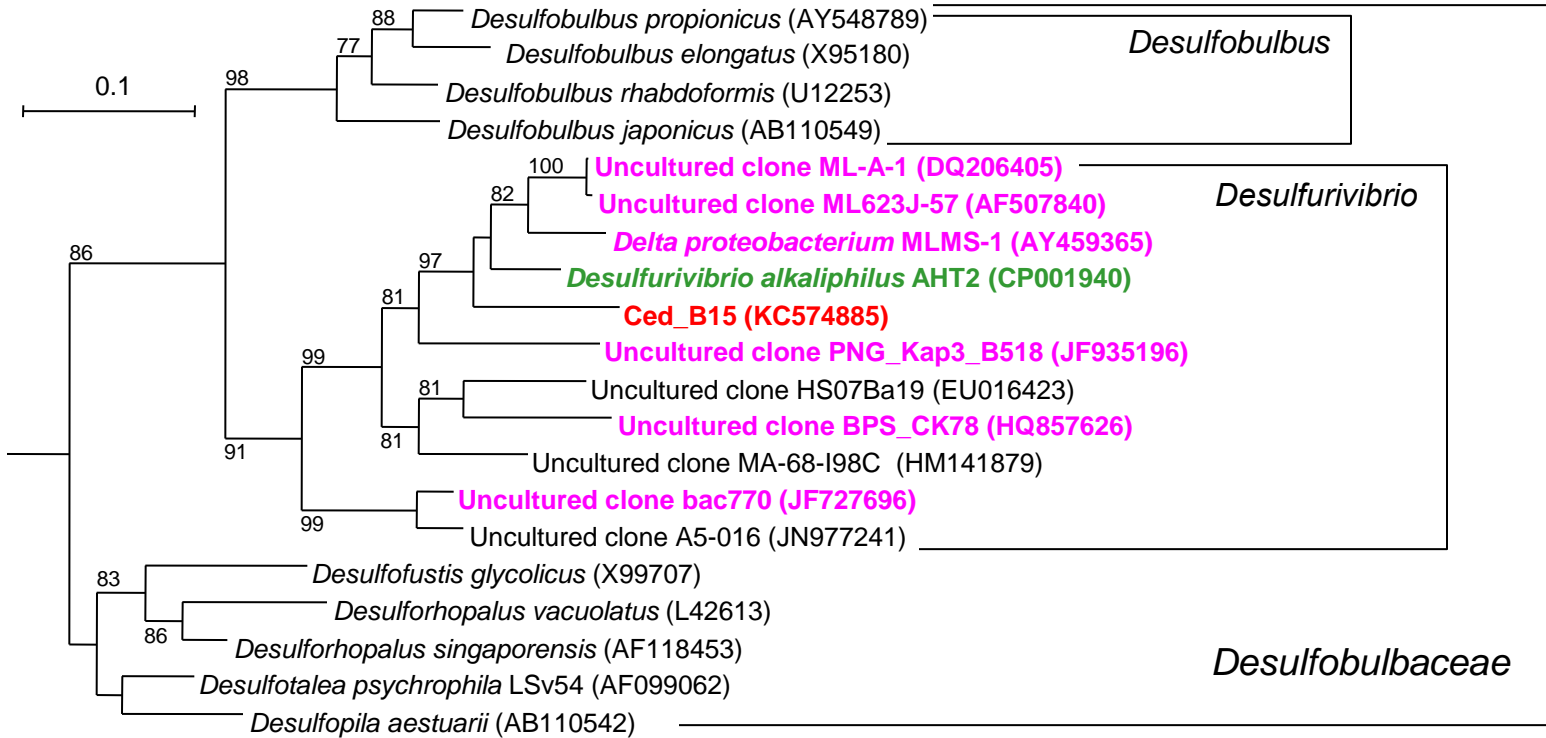 88
Desulfobulbus propionicus (AY548789)
Desulfobulbus
77
Desulfobulbus elongatus (X95180)
98
0.1
Desulfobulbus rhabdoformis (U12253)
Desulfobulbus japonicus (AB110549)
100
Uncultured clone ML-A-1 (DQ206405)
Desulfurivibrio
82
Uncultured clone ML623J-57 (AF507840)
86
Delta proteobacterium MLMS-1 (AY459365)
97
Desulfurivibrio alkaliphilus AHT2 (CP001940)
81
Ced_B15 (KC574885)
99
Uncultured clone PNG_Kap3_B518 (JF935196)
81
Uncultured clone HS07Ba19 (EU016423)
Uncultured clone BPS_CK78 (HQ857626)
91
81
Uncultured clone MA-68-I98C (HM141879)
Uncultured clone bac770 (JF727696)
99
Uncultured clone A5-016 (JN977241)
83
Desulfofustis glycolicus (X99707)
Desulforhopalus vacuolatus (L42613)
86
Desulforhopalus singaporensis (AF118453)
Desulfobulbaceae
Desulfotalea psychrophila LSv54 (AF099062)
Desulfopila aestuarii (AB110542)